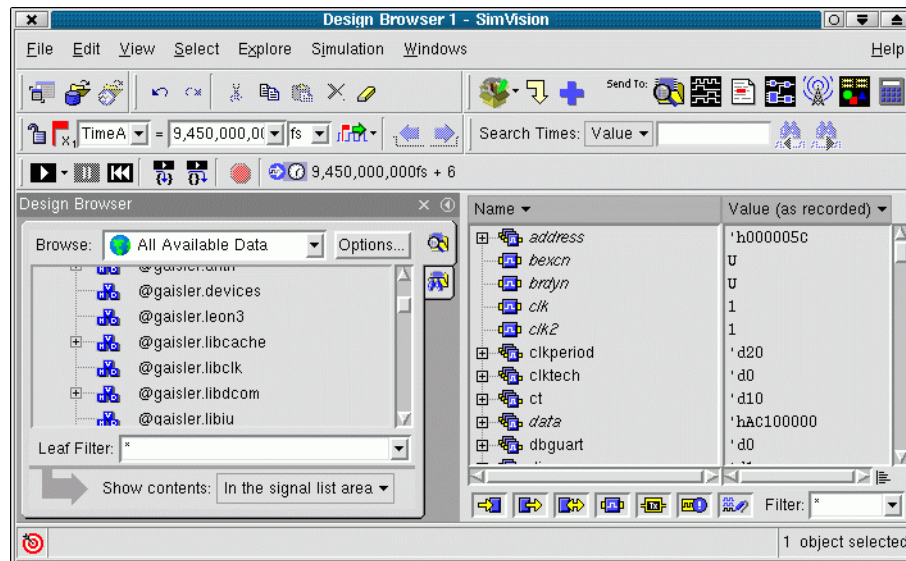 Design Browser 1 - SimVision
File Edit View Select Explore Simulation Windows Help
Send To:
TimeA = 9,450,000,0( fs Search Times: Value
9,450,000,000fs + 6
Design Browser
Browse: All Available Data Options...
@gaisler.devices
@gaisler.leon3
@gaisler.libcache
@gaisler.libclk
@gaisler.libdcom
@gaisler.libiu
Leaf Filter: *
Show contents: In the signal list area
Name Value (as recorded)
address 'h000005C
bexcn U
brdyn U
clk 1
clk2 1
clkperiod 'd20
clktech 'd0
ct 'd10
data 'hAC100000
dbguart 'd0
Filter: *
1 object selected